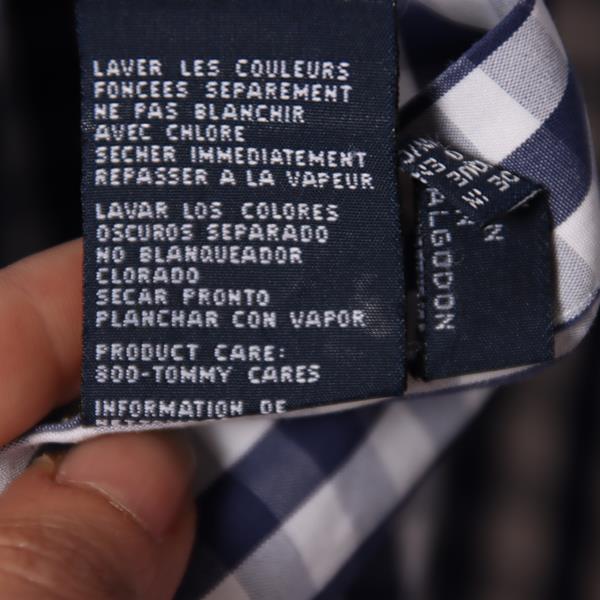 LAVER LES COULEURS
FONCEES SEPAREMENT
NE PAS BLANCHIR
AVEC CHLORE
SECHER IMMEDIATEMENT
REPASSER A LA VAPEUR
LAVAR LOS COLORES
OSCUROS SEPARADO
NO BLANQUEADOR
CLORADO
SECAR PRONTO
PLANCHAR CON VAPOR
PRODUCT CARE:
800-TOMMY CARES
INFORMATION DE
ALGODON